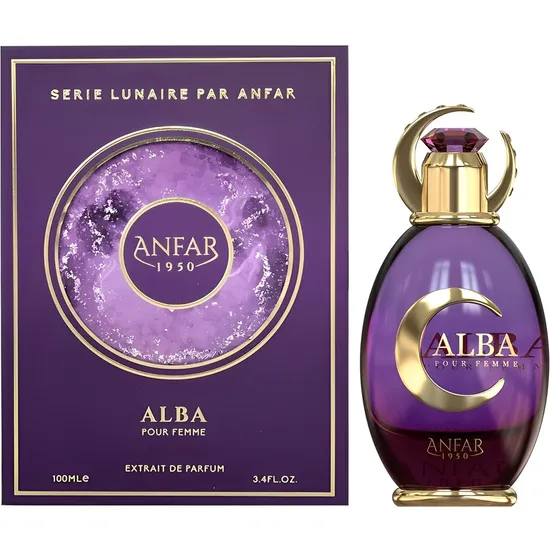 SERIE LUNAIRE PAR ANFAR
ANFAR
1950
ALBA
POUR FEMME
EXTRAIT DE PARFUM
100MLe 3.4FL.OZ.
ALBA
POUR FEMME
ANFAR
1950